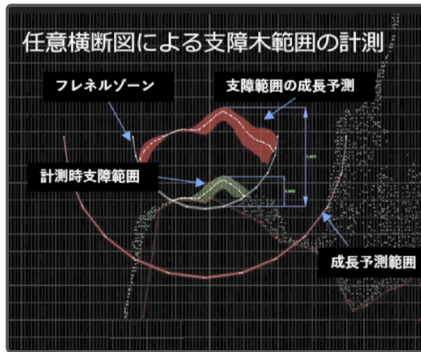 任意横断図による支障木範囲の計測
フレネルゾーン
支障範囲の成長予測
計測時支障範囲
成長予測範囲